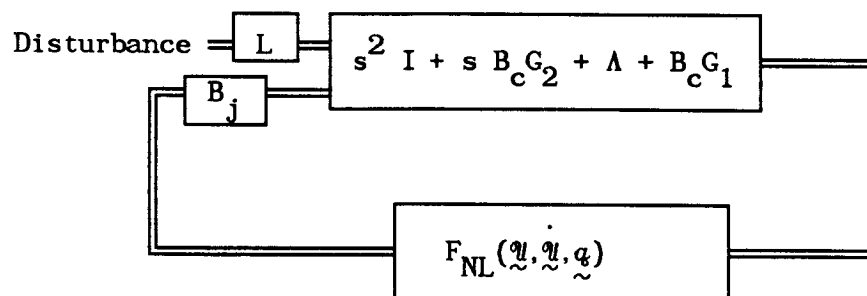 Disturbance
L
s² I + s B_c G_2 + Λ + B_c G_1
B_j
F_NL(𝓎, 𝓎̇, 𝓆)